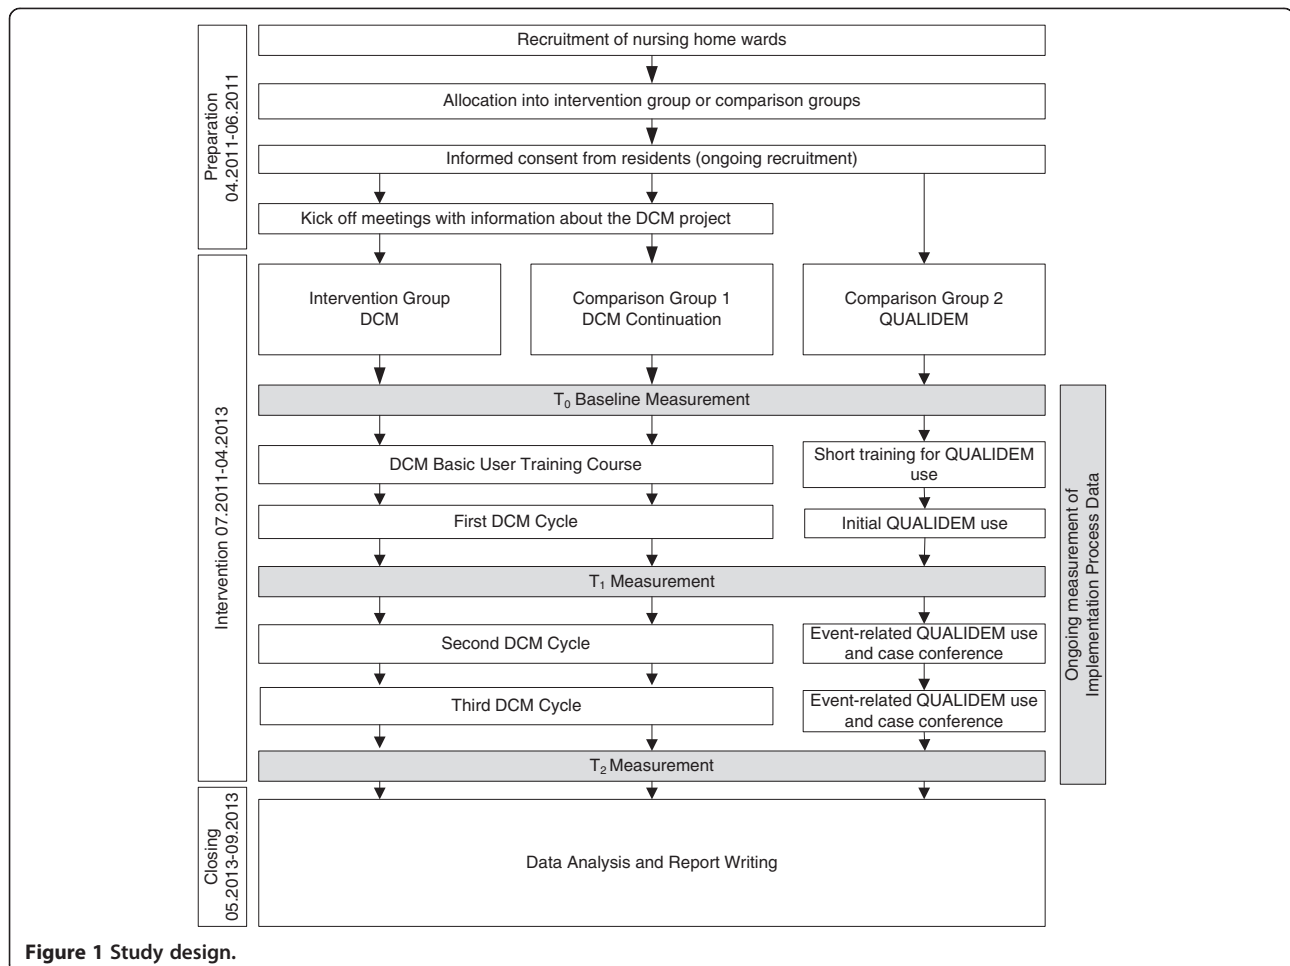 Preparation
04.2011-06.2011
Recruitment of nursing home wards
Allocation into intervention group or comparison groups
Informed consent from residents (ongoing recruitment)
Kick off meetings with information about the DCM project
Intervention 07.2011-04.2013
Intervention Group
DCM
Comparison Group 1
DCM Continuation
Comparison Group 2
QUALIDEM
T₀ Baseline Measurement
DCM Basic User Training Course
Short training for QUALIDEM
use
First DCM Cycle
Initial QUALIDEM use
T₁ Measurement
Second DCM Cycle
Event-related QUALIDEM use
and case conference
Third DCM Cycle
Event-related QUALIDEM use
and case conference
T₂ Measurement
Ongoing measurement of
Implementation Process Data
Closing
05.2013-09.2013
Data Analysis and Report Writing
Figure 1 Study design.